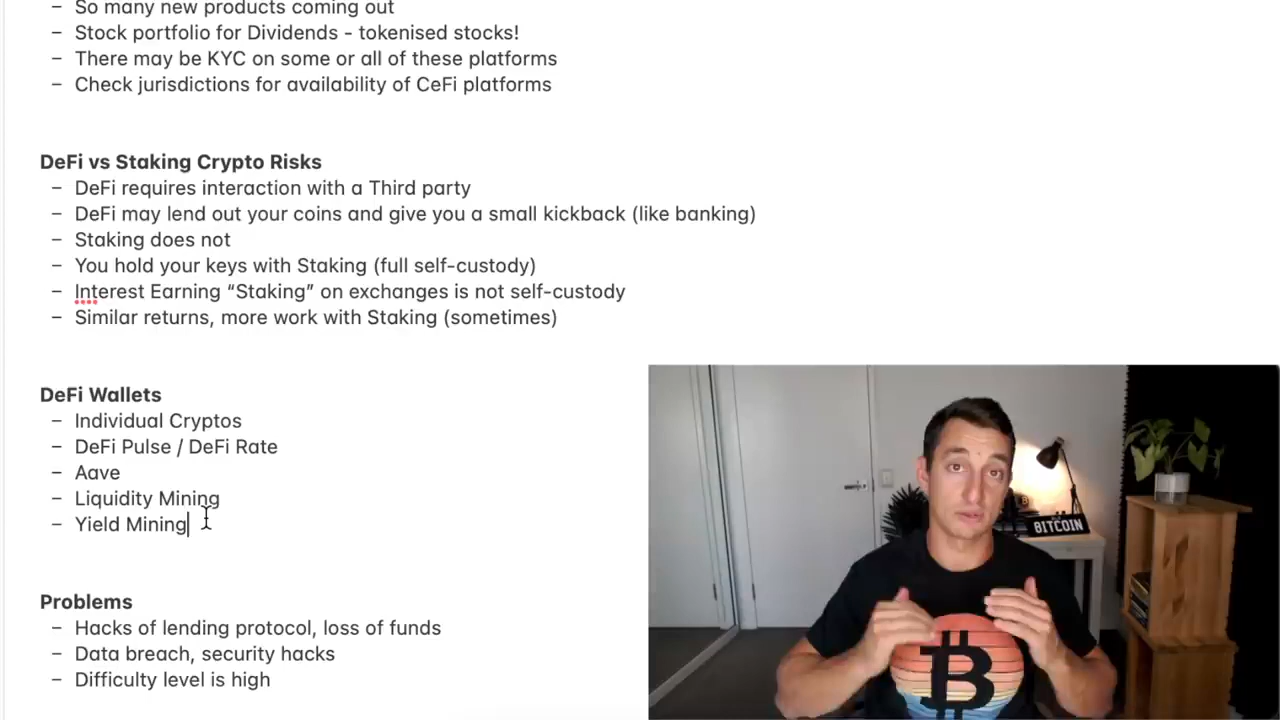 – So many new products coming out
– Stock portfolio for Dividends - tokenised stocks!
– There may be KYC on some or all of these platforms
– Check jurisdictions for availability of CeFi platforms
DeFi vs Staking Crypto Risks
– DeFi requires interaction with a Third party
– DeFi may lend out your coins and give you a small kickback (like banking)
– Staking does not
– You hold your keys with Staking (full self-custody)
– Interest Earning “Staking” on exchanges is not self-custody
– Similar returns, more work with Staking (sometimes)
DeFi Wallets
– Individual Cryptos
– DeFi Pulse / DeFi Rate
– Aave
– Liquidity Mining
– Yield Mining
Problems
– Hacks of lending protocol, loss of funds
– Data breach, security hacks
– Difficulty level is high
BITCOIN